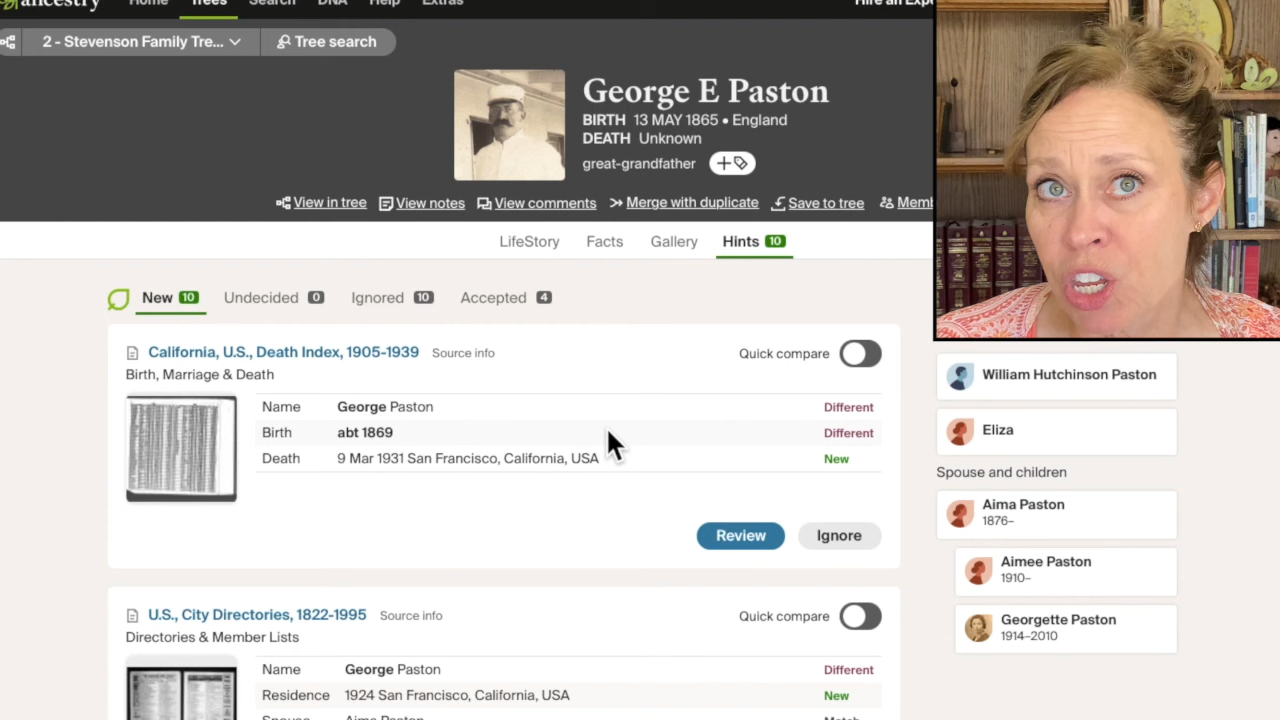 ancestry Home Trees Search DNA Help Extras Hire an Expe
2 - Stevenson Family Tre... Tree search
George E Paston
BIRTH 13 MAY 1865 • England
DEATH Unknown
great-grandfather
View in tree View notes View comments Merge with duplicate Save to tree Memb
LifeStory Facts Gallery Hints 10
New 10 Undecided 0 Ignored 10 Accepted 4
California, U.S., Death Index, 1905-1939 Source info Quick compare
Birth, Marriage & Death
Name George Paston Different
Birth abt 1869 Different
Death 9 Mar 1931 San Francisco, California, USA New
Review Ignore
U.S., City Directories, 1822-1995 Source info Quick compare
Directories & Member Lists
Name George Paston Different
Residence 1924 San Francisco, California, USA New
Spouse Aima Paston Match
William Hutchinson Paston
Eliza
Spouse and children
Aima Paston
1876–
Aimee Paston
1910–
Georgette Paston
1914–2010